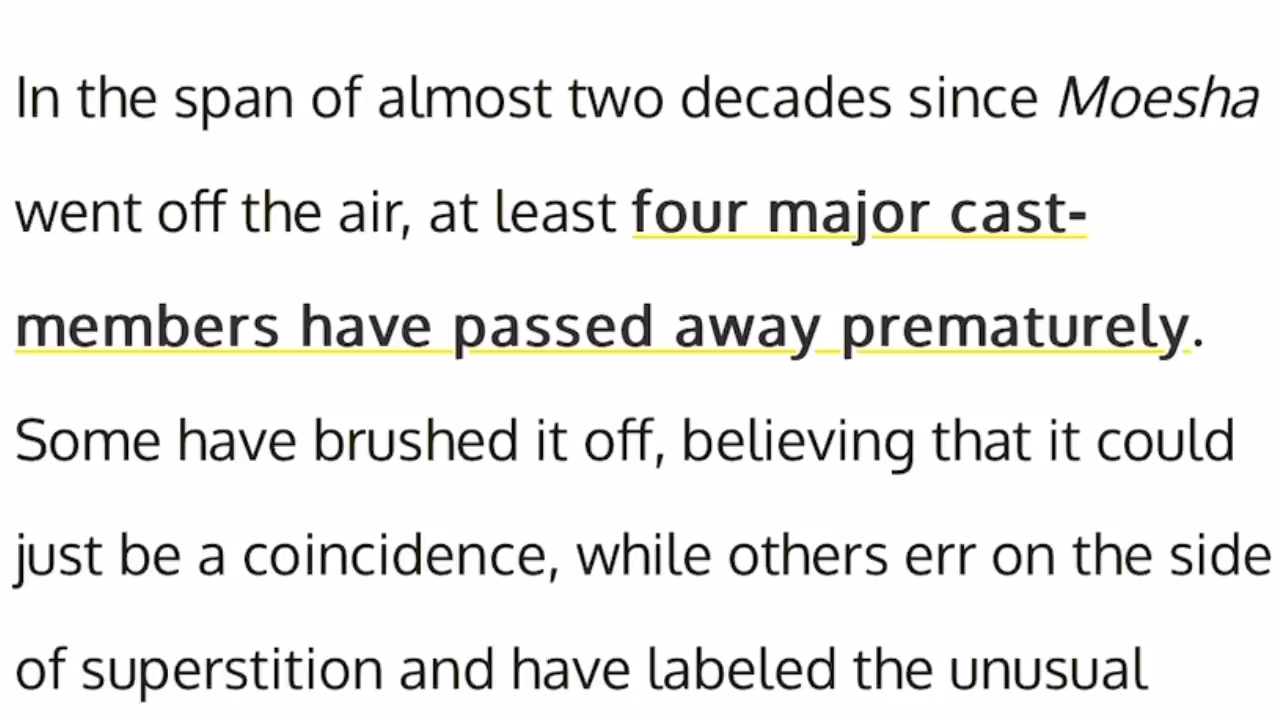 In the span of almost two decades since Moesha
went off the air, at least four major cast-
members have passed away prematurely.
Some have brushed it off, believing that it could
just be a coincidence, while others err on the side
of superstition and have labeled the unusual